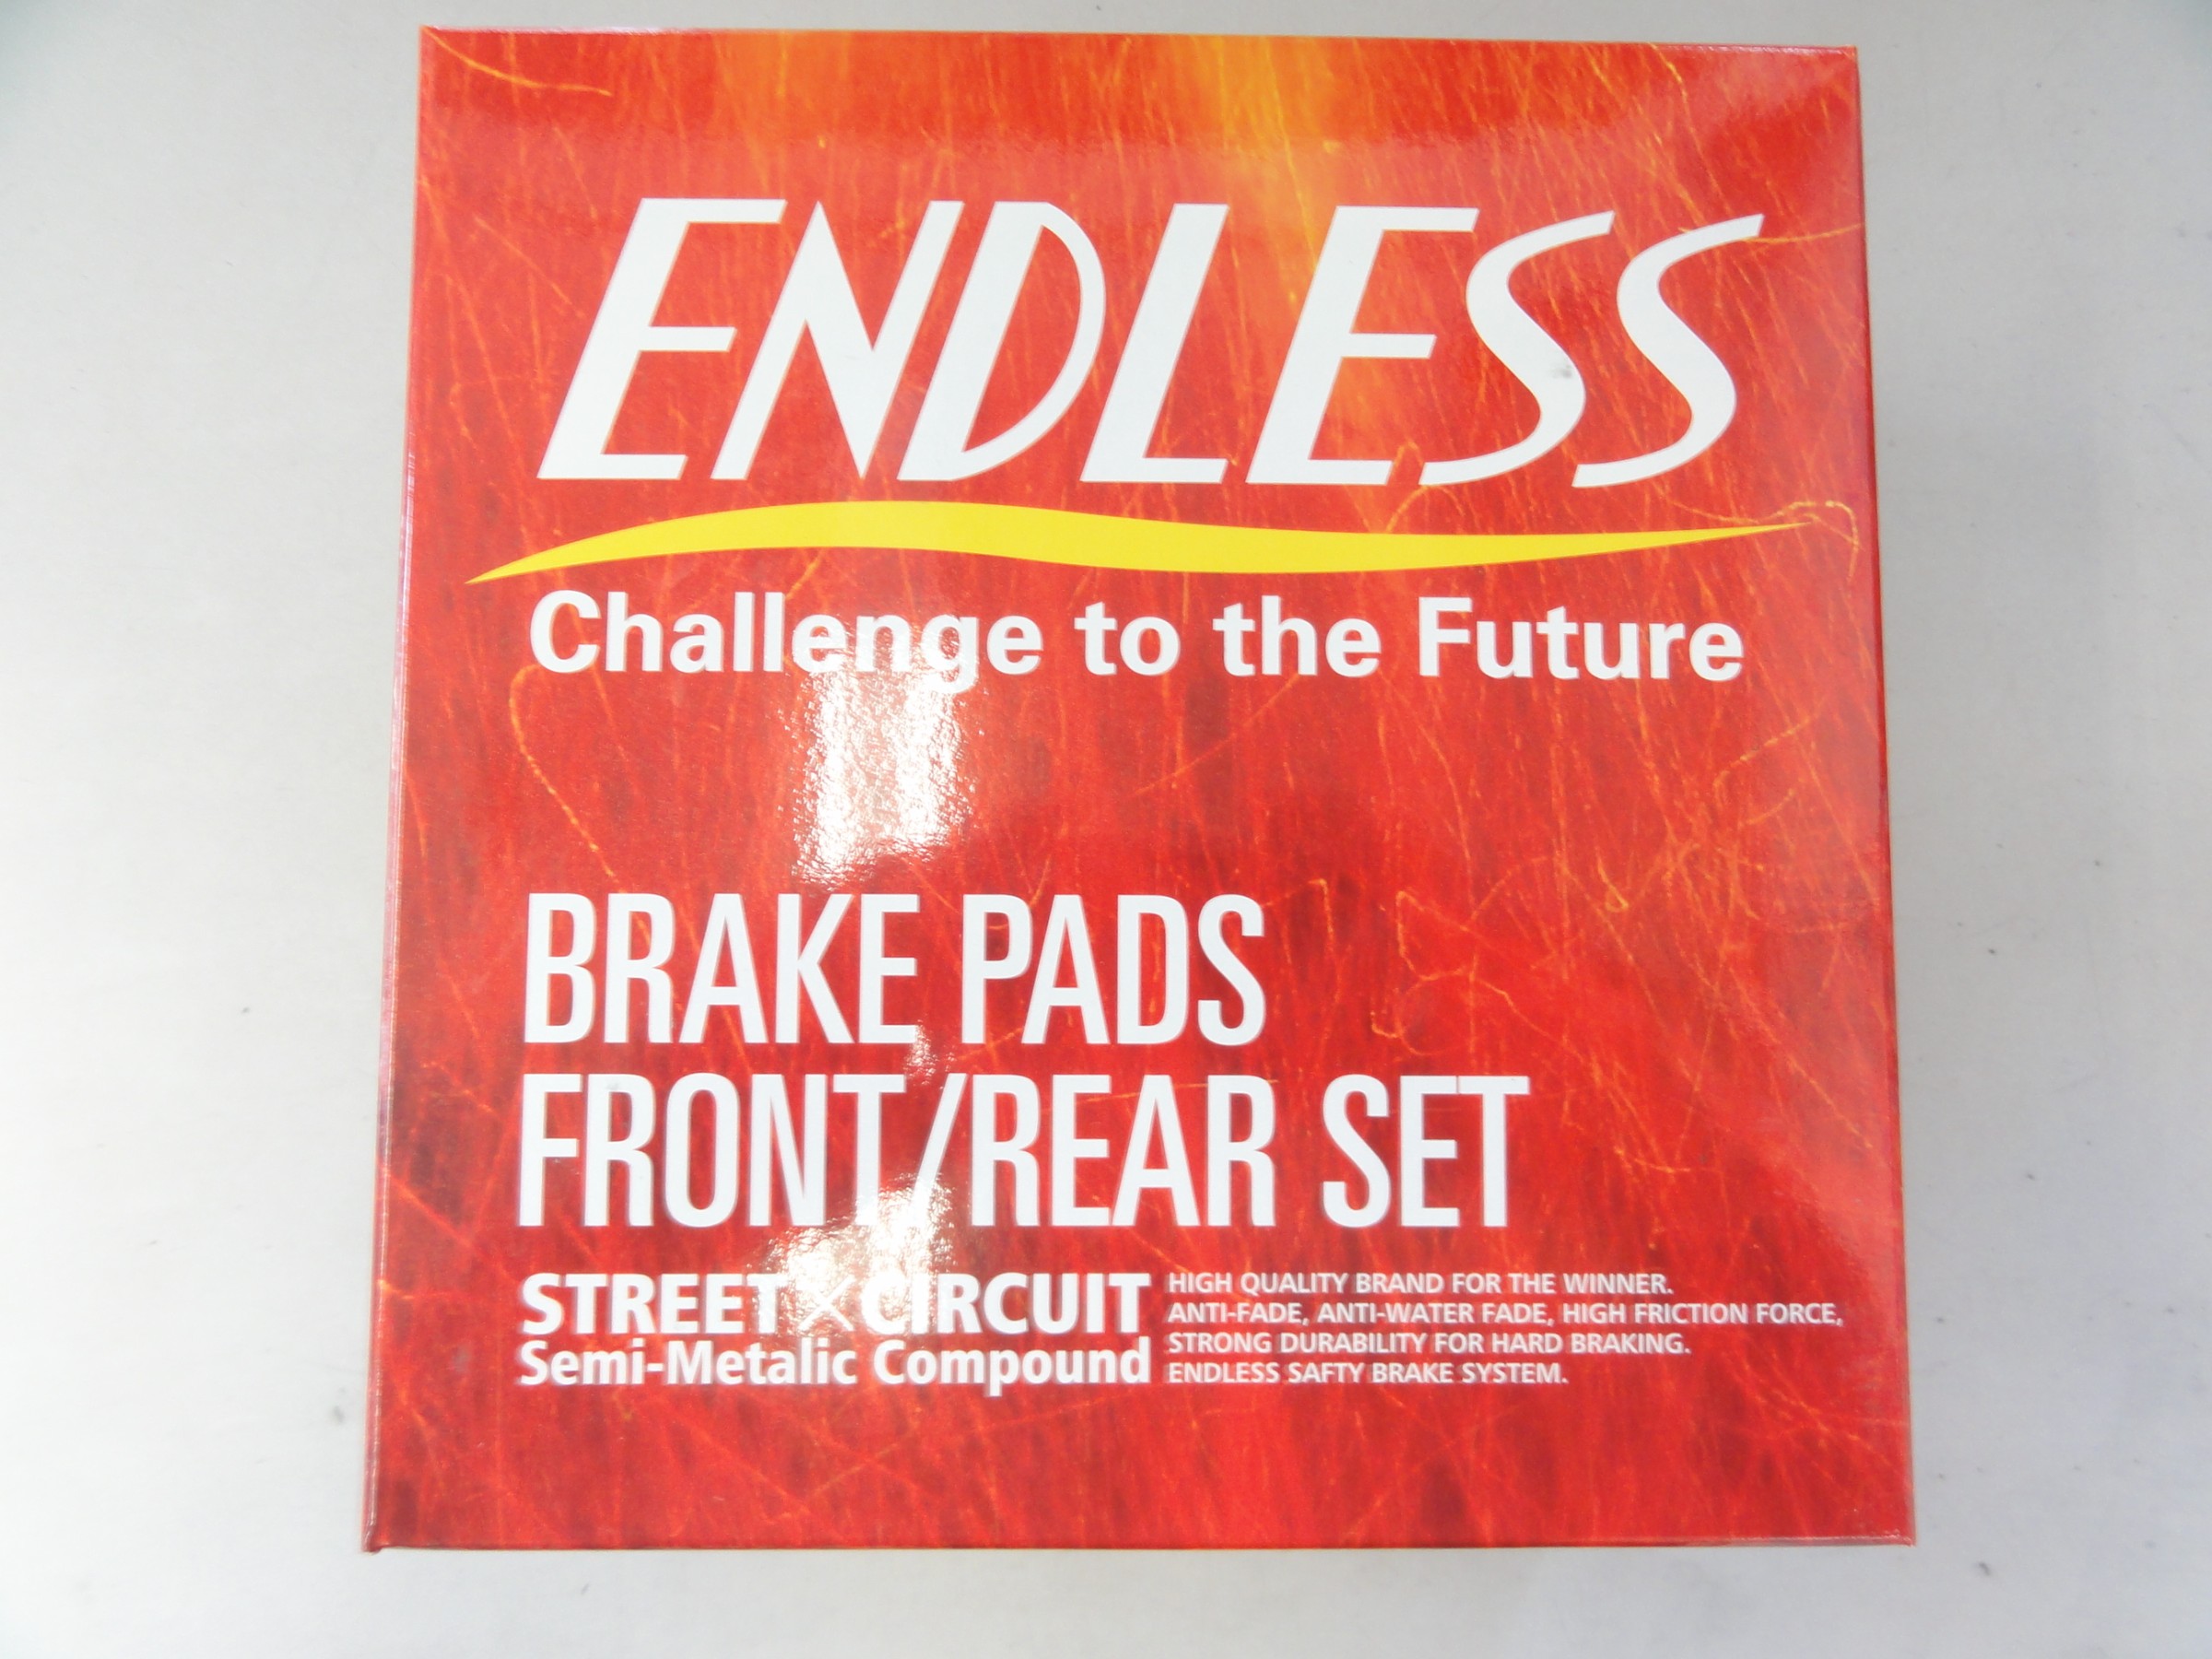 ENDLESS
Challenge to the Future
BRAKE PADS
FRONT/REAR SET
STREET×CIRCUIT
Semi-Metalic Compound
HIGH QUALITY BRAND FOR THE WINNER.
ANTI-FADE, ANTI-WATER FADE, HIGH FRICTION FORCE,
STRONG DURABILITY FOR HARD BRAKING.
ENDLESS SAFTY BRAKE SYSTEM.